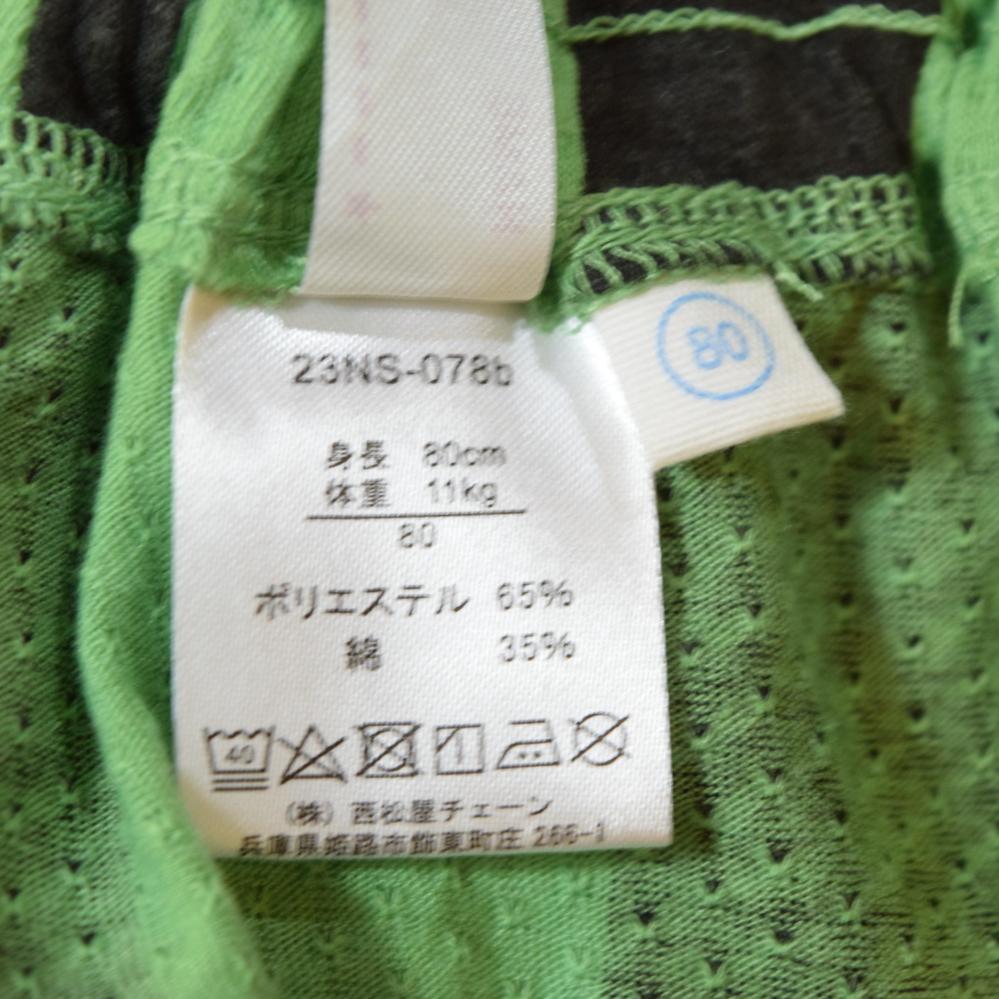 23NS-078b
身長 80cm
体重 11kg
80
ポリエステル 65%
綿 35%
40
(株) 西松屋チェーン
兵庫県姫路市飾東町庄 266-1
80